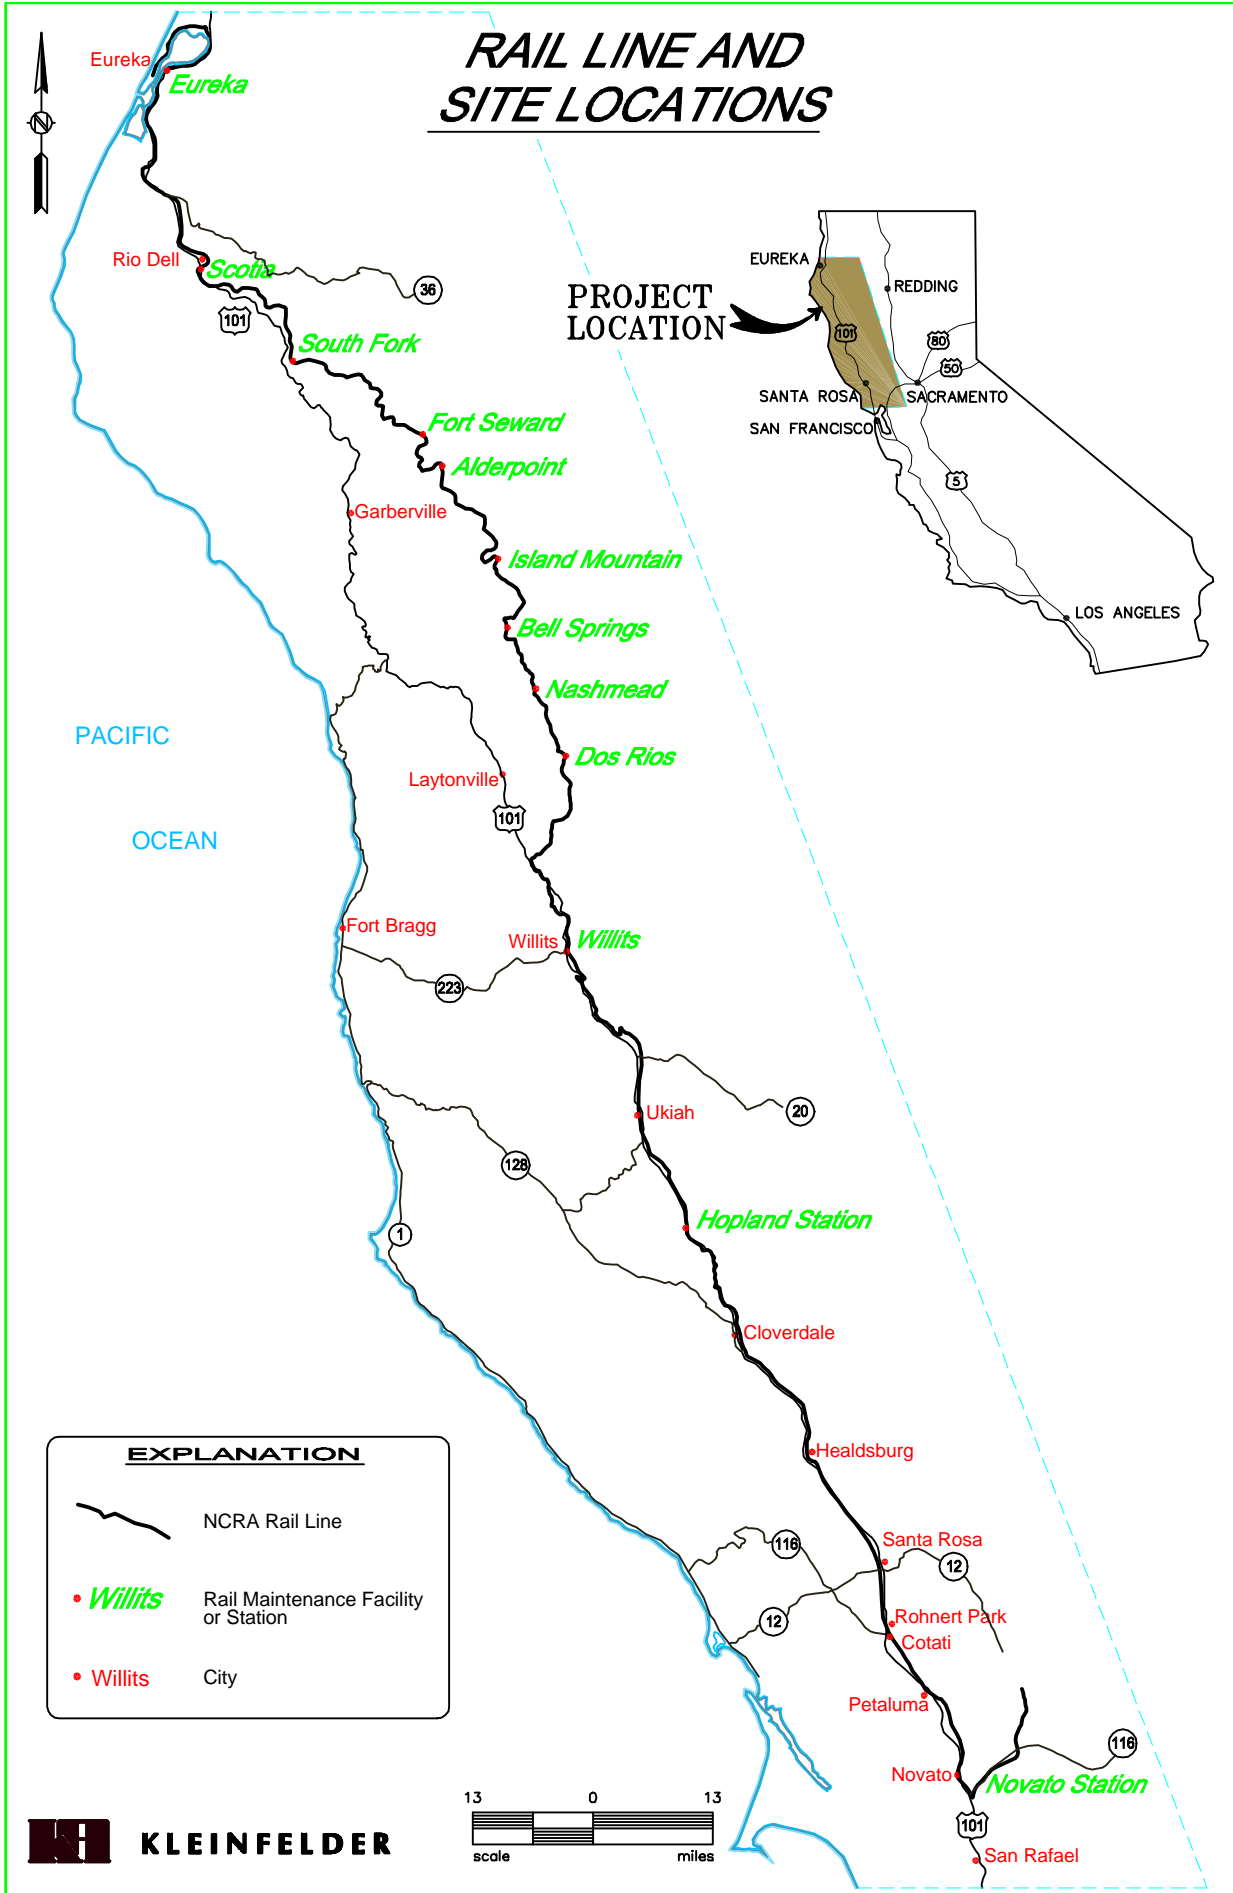 RAIL LINE AND
SITE LOCATIONS
Eureka
Eureka
N
Rio Dell
Scotia
36
101
South Fork
Fort Seward
Alderpoint
Garberville
Island Mountain
Bell Springs
Nashmead
Dos Rios
PACIFIC
OCEAN
Laytonville
101
Fort Bragg
Willits
Willits
223
20
Ukiah
128
1
Hopland Station
Cloverdale
Healdsburg
116
Santa Rosa
12
12
Rohnert Park
Cotati
Petaluma
116
Novato
Novato Station
101
San Rafael
PROJECT
LOCATION
EUREKA
REDDING
101
80
50
SANTA ROSA
SACRAMENTO
SAN FRANCISCO
5
LOS ANGELES
EXPLANATION
NCRA Rail Line
Willits
Rail Maintenance Facility
or Station
Willits
City
13 0 13
scale miles
KLEINFELDER